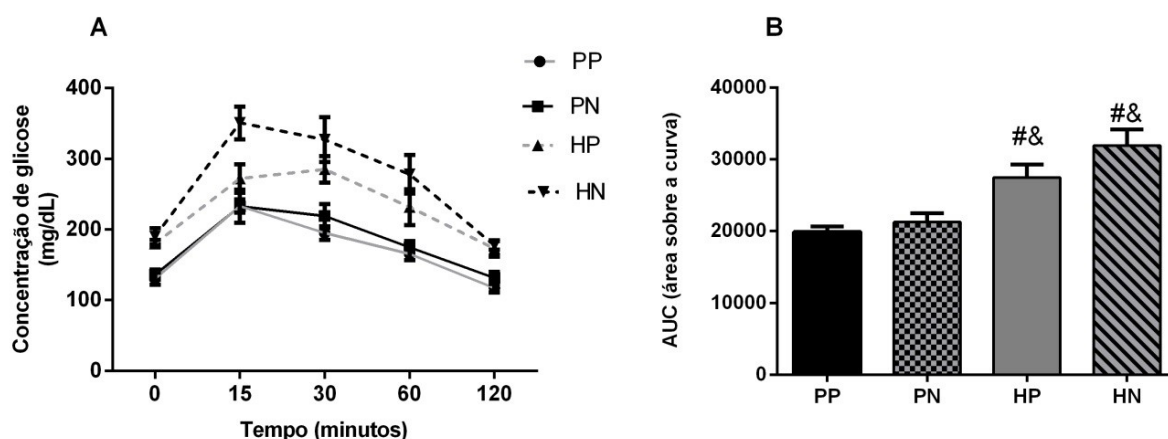 A
Concentração de glicose
(mg/dL)
400
300
200
100
0
0 15 30 60 120
Tempo (minutos)
PP
PN
HP
HN
B
AUC (área sobre a curva)
40000
30000
20000
10000
0
#&
#&
PP PN HP HN